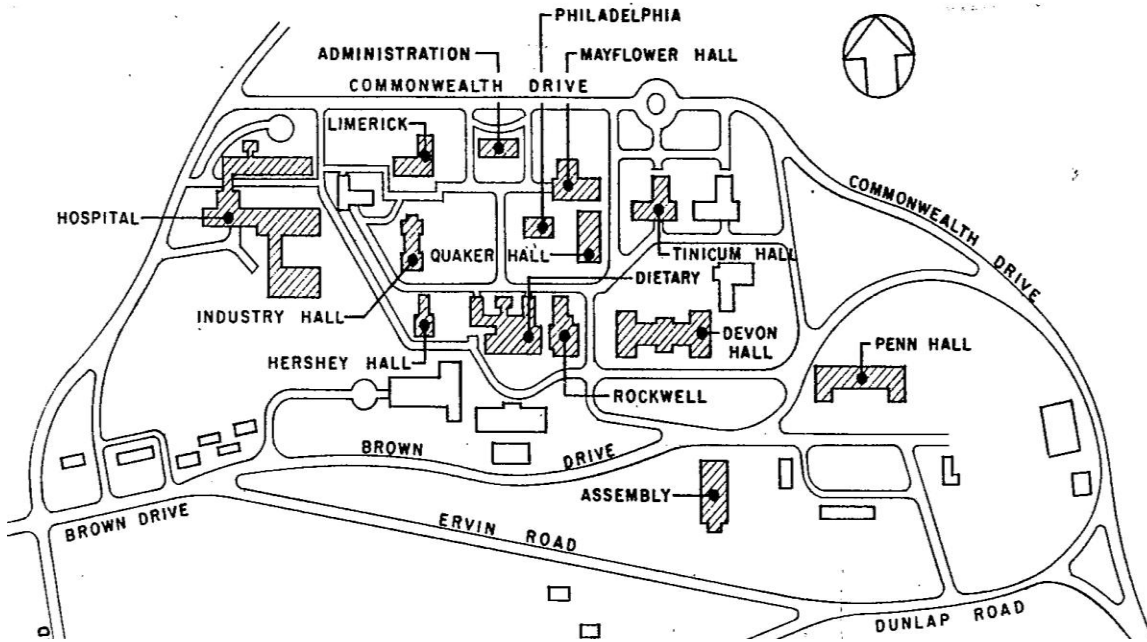 PHILADELPHIA
ADMINISTRATION
MAYFLOWER HALL
COMMONWEALTH DRIVE
LIMERICK
COMMONWEALTH DRIVE
HOSPITAL
QUAKER HALL
TINICUM HALL
DIETARY
INDUSTRY HALL
DEVON
HALL
PENN HALL
HERSHEY HALL
ROCKWELL
BROWN DRIVE
ASSEMBLY
BROWN DRIVE
ERVIN ROAD
DUNLAP ROAD